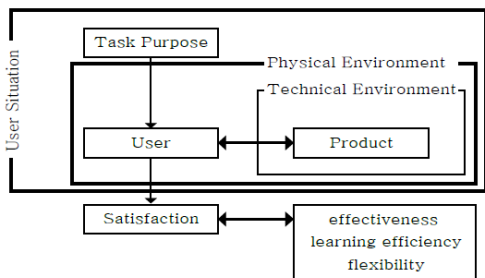 Task Purpose
Physical Environment
Technical Environment
User Situation
User
Product
Satisfaction
effectiveness
learning efficiency
flexibility